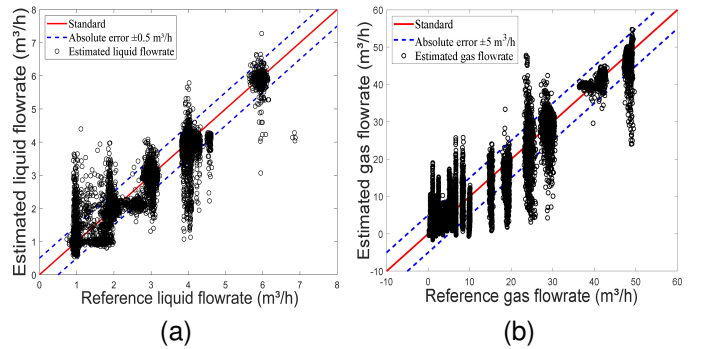 8
7
6
5
4
3
2
1
0
Estimated liquid flowrate (m³/h)
Standard
Absolute error ±0.5 m³/h
Estimated liquid flowrate
0 1 2 3 4 5 6 7 8
Reference liquid flowrate (m³/h)
(a)
60
50
40
30
20
10
0
-10
Estimated gas flowrate (m³/h)
Standard
Absolute error ±5 m³/h
Estimated gas flowrate
-10 0 10 20 30 40 50 60
Reference gas flowrate (m³/h)
(b)